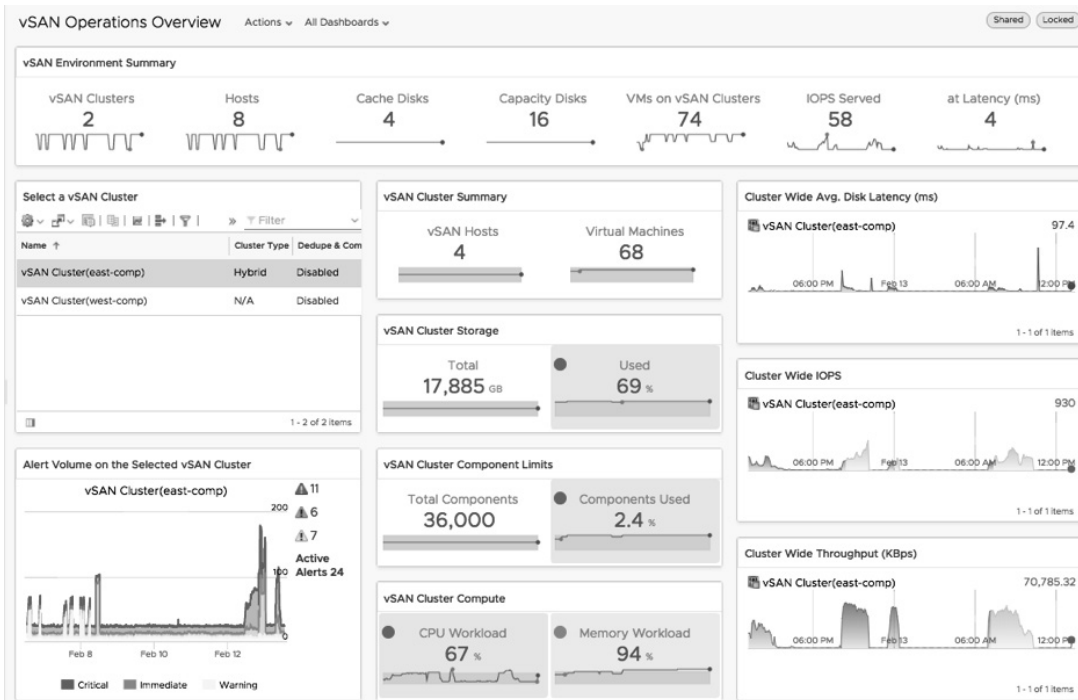 vSAN Operations Overview Actions All Dashboards Shared Locked
vSAN Environment Summary
vSAN Clusters Hosts Cache Disks Capacity Disks VMs on vSAN Clusters IOPS Served at Latency (ms)
2 8 4 16 74 58 4
Select a vSAN Cluster
» Filter
Name ↑ Cluster Type Dedupe & Com
vSAN Cluster(east-comp) Hybrid Disabled
vSAN Cluster(west-comp) N/A Disabled
1 - 2 of 2 items
Alert Volume on the Selected vSAN Cluster
vSAN Cluster(east-comp)
11
6
7
Active
Alerts 24
200
100
0
Feb 8 Feb 10 Feb 12
Critical Immediate Warning
vSAN Cluster Summary
vSAN Hosts Virtual Machines
4 68
vSAN Cluster Storage
Total Used
17,885 GB 69 %
vSAN Cluster Component Limits
Total Components Components Used
36,000 2.4 %
vSAN Cluster Compute
CPU Workload Memory Workload
67 % 94 %
Cluster Wide Avg. Disk Latency (ms)
vSAN Cluster(east-comp) 97.4
06:00 PM Feb 13 06:00 AM 12:00 PM
1 - 1 of 1 items
Cluster Wide IOPS
vSAN Cluster(east-comp) 930
06:00 PM Feb 13 06:00 AM 12:00 PM
1 - 1 of 1 items
Cluster Wide Throughput (KBps)
vSAN Cluster(east-comp) 70,785.32
06:00 PM Feb 13 06:00 AM 12:00 P
1 - 1 of 1 items